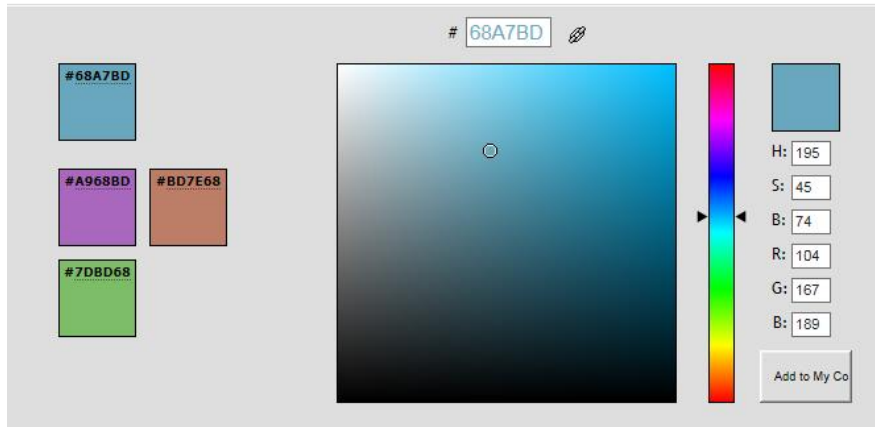 # 68A7BD
#68A7BD
#A968BD #BD7E68
#7DBD68
H: 195
S: 45
B: 74
R: 104
G: 167
B: 189
Add to My Co